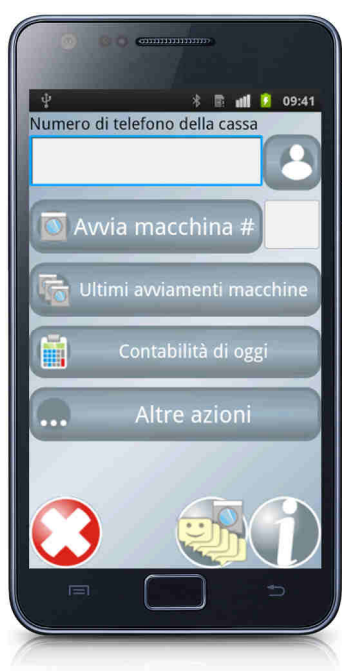 09:41
Numero di telefono della cassa
Avvia macchina #
Ultimi avviamenti macchine
Contabilità di oggi
Altre azioni